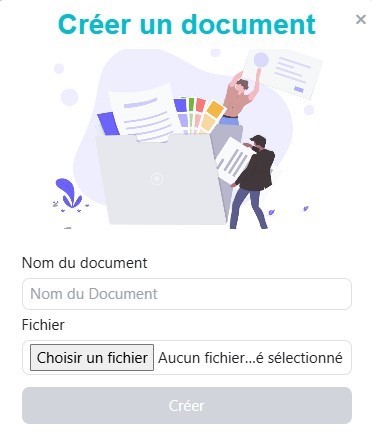 Créer un document
×
Nom du document
Nom du Document
Fichier
Choisir un fichier Aucun fichier...é sélectionné
Créer